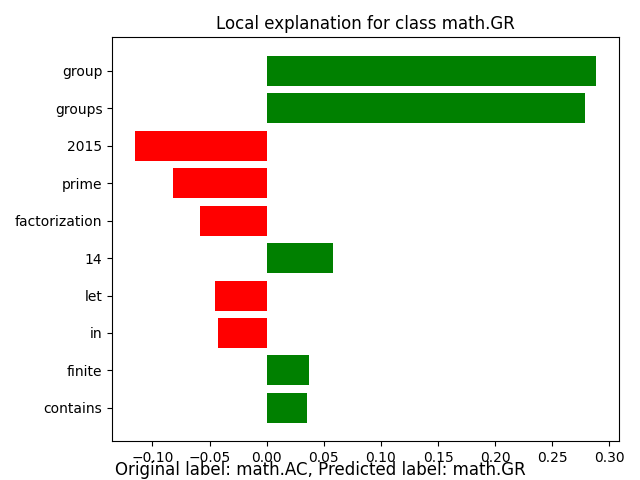 Local explanation for class math.GR
group
groups
2015
prime
factorization
14
let
in
finite
contains
−0.10 −0.05 0.00 0.05 0.10 0.15 0.20 0.25 0.30
Original label: math.AC, Predicted label: math.GR